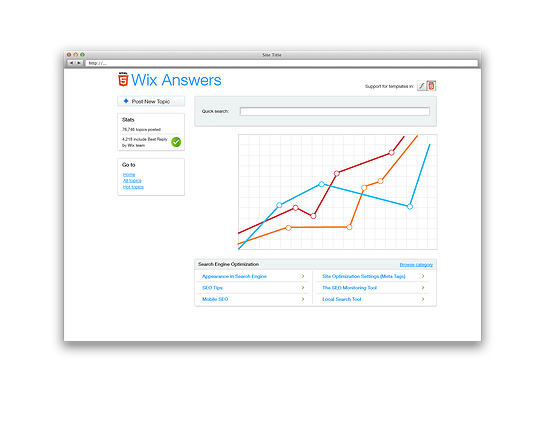 Site Title
http://...
HTML
Wix Answers
Support for templates in:
Post New Topic
Quick search:
Stats
76,746 topics posted
4,218 include Best Reply
by Wix team
Go to
Home
All topics
Hot topics
Search Engine Optimization
Browse category
Appearance in Search Engine
Site Optimization Settings (Meta Tags)
SEO Tips
The SEO Monitoring Tool
Mobile SEO
Local Search Tool